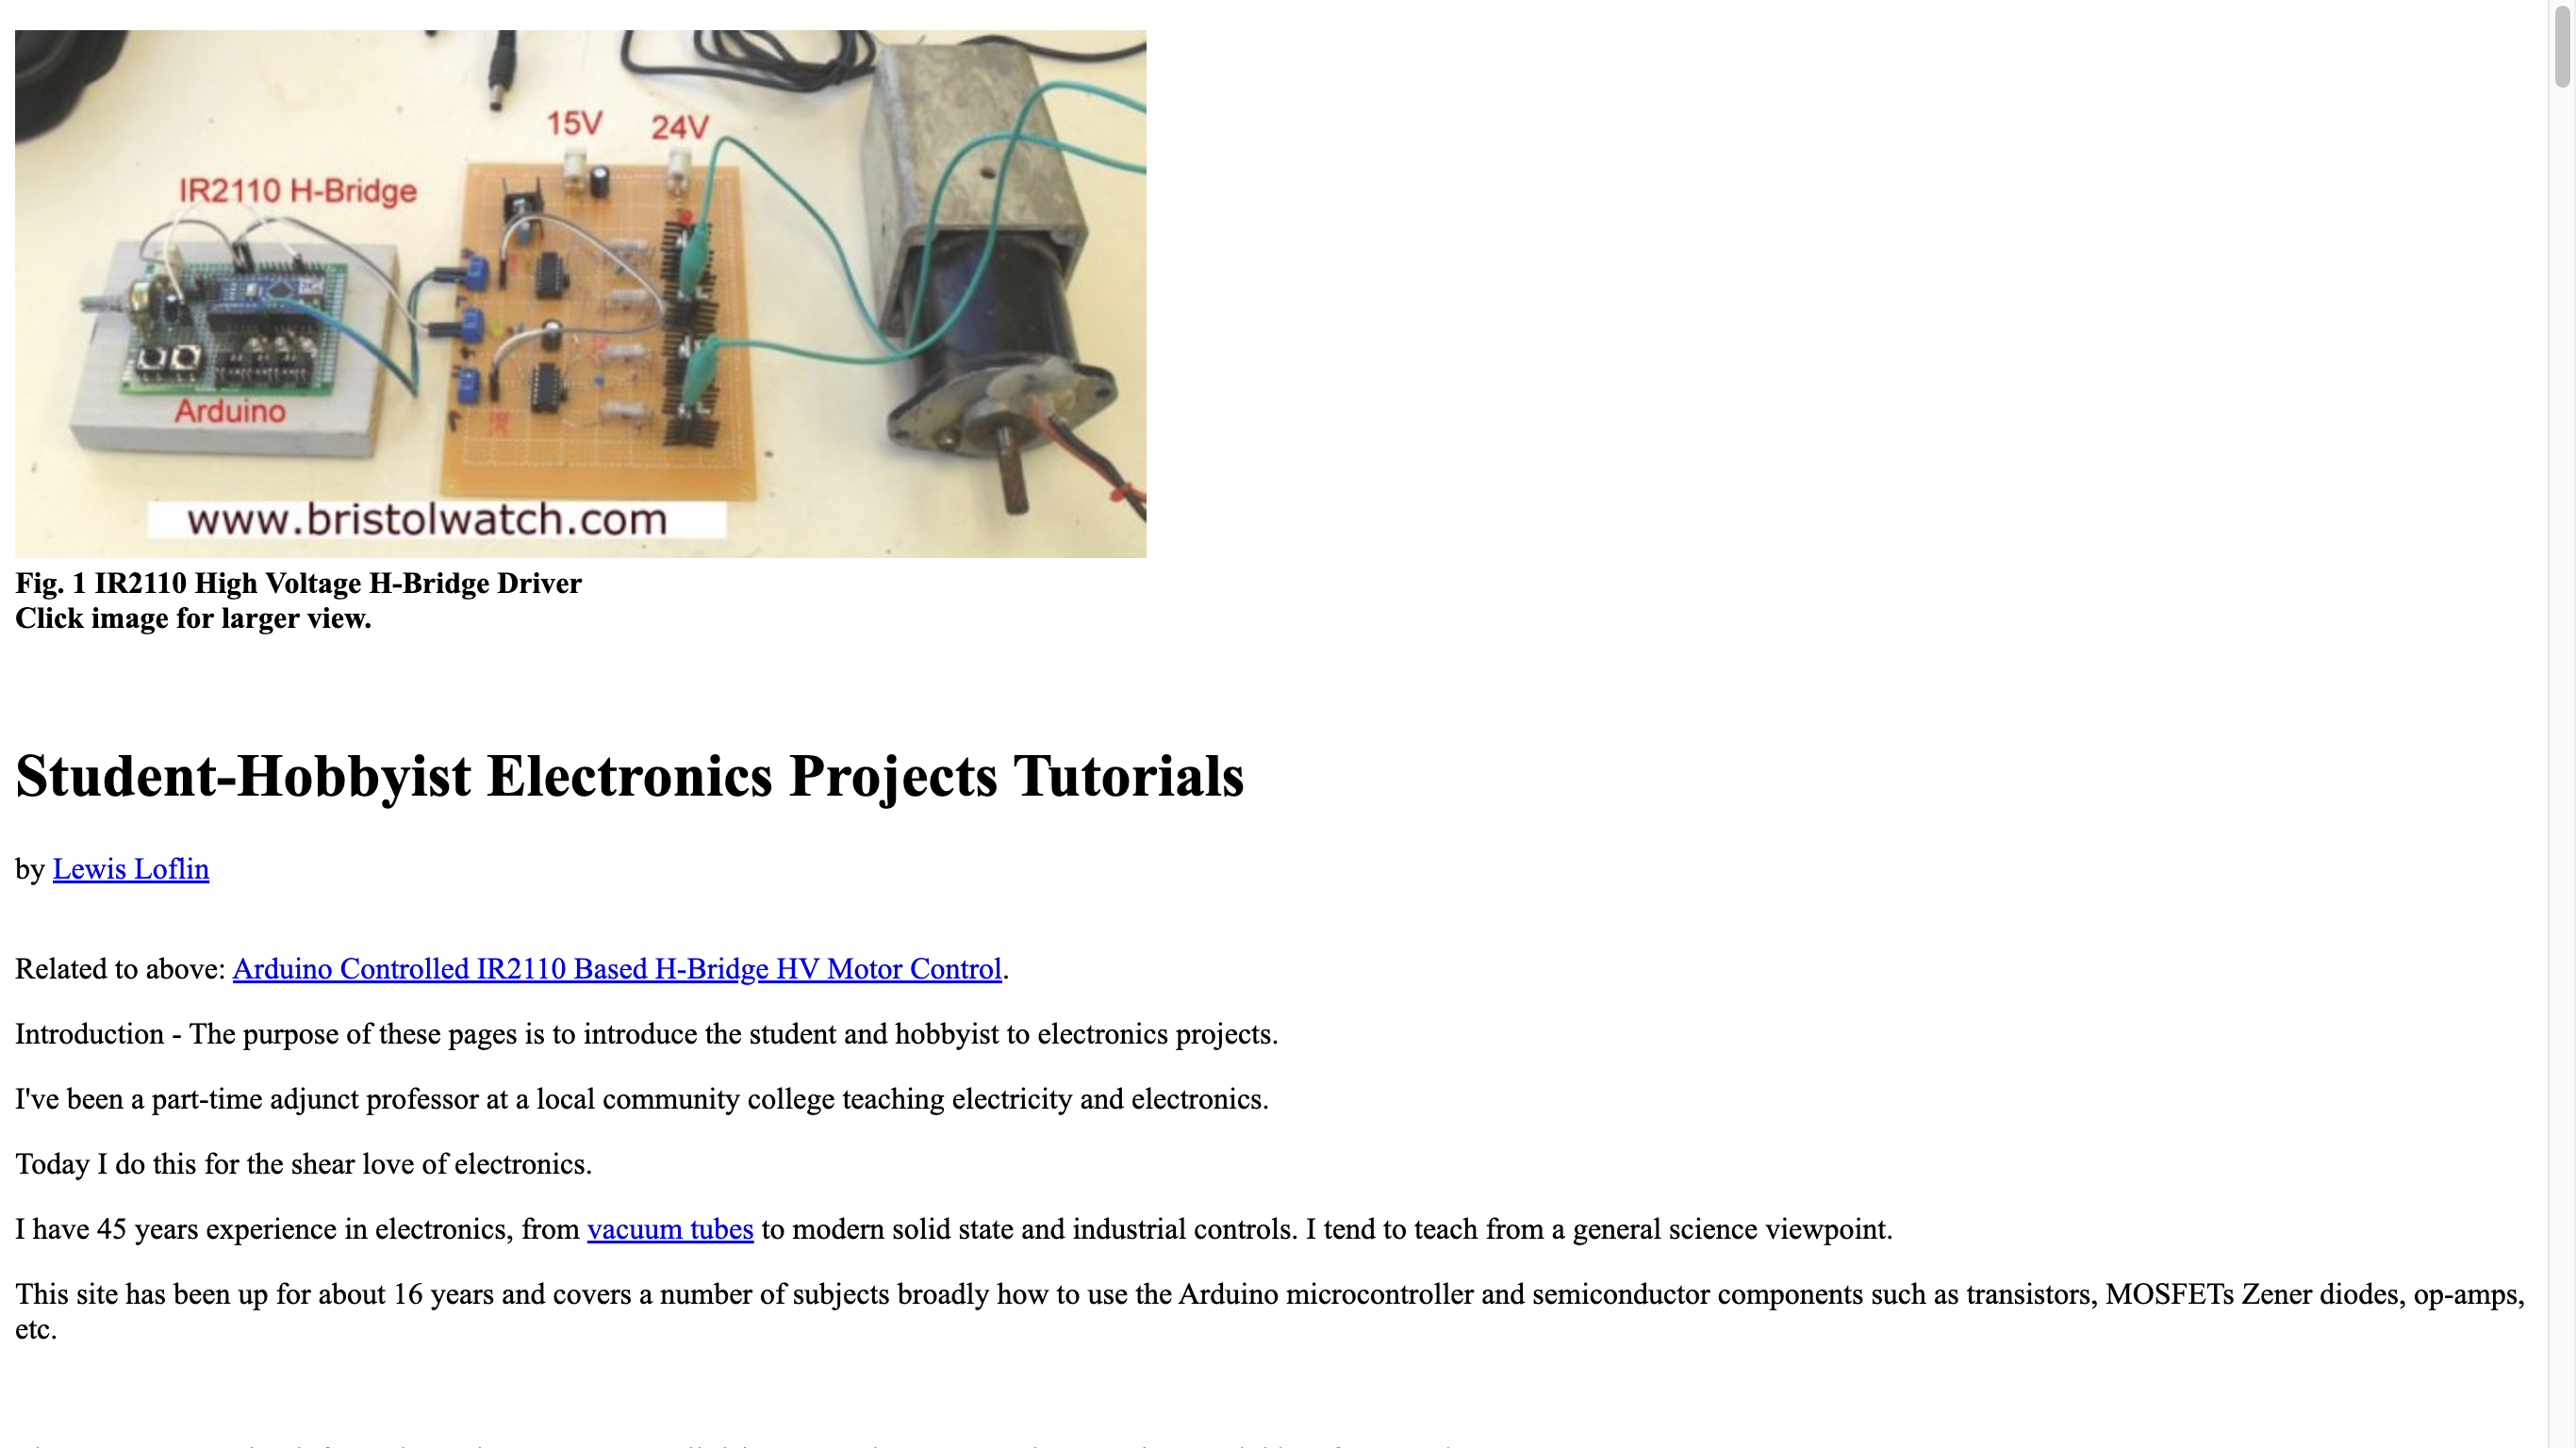 15V
24V
IR2110 H-Bridge
Arduino
www.bristolwatch.com
Fig. 1 IR2110 High Voltage H-Bridge Driver
Click image for larger view.
Student-Hobbyist Electronics Projects Tutorials
by Lewis Loflin
Related to above: Arduino Controlled IR2110 Based H-Bridge HV Motor Control.
Introduction - The purpose of these pages is to introduce the student and hobbyist to electronics projects.
I've been a part-time adjunct professor at a local community college teaching electricity and electronics.
Today I do this for the shear love of electronics.
I have 45 years experience in electronics, from vacuum tubes to modern solid state and industrial controls. I tend to teach from a general science viewpoint.
This site has been up for about 16 years and covers a number of subjects broadly how to use the Arduino microcontroller and semiconductor components such as transistors, MOSFETs Zener diodes, op-amps,
etc.